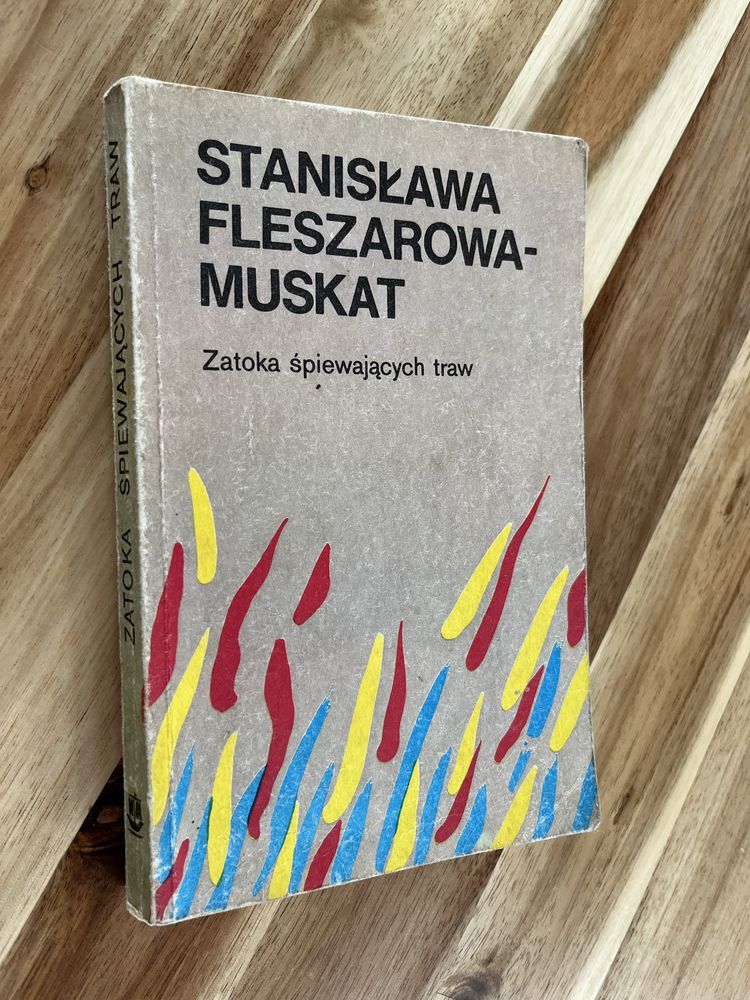 STANISŁAWA
FLESZAROWA-
MUSKAT
Zatoka śpiewających traw
ZATOKA ŚPIEWAJĄCYCH TRAW